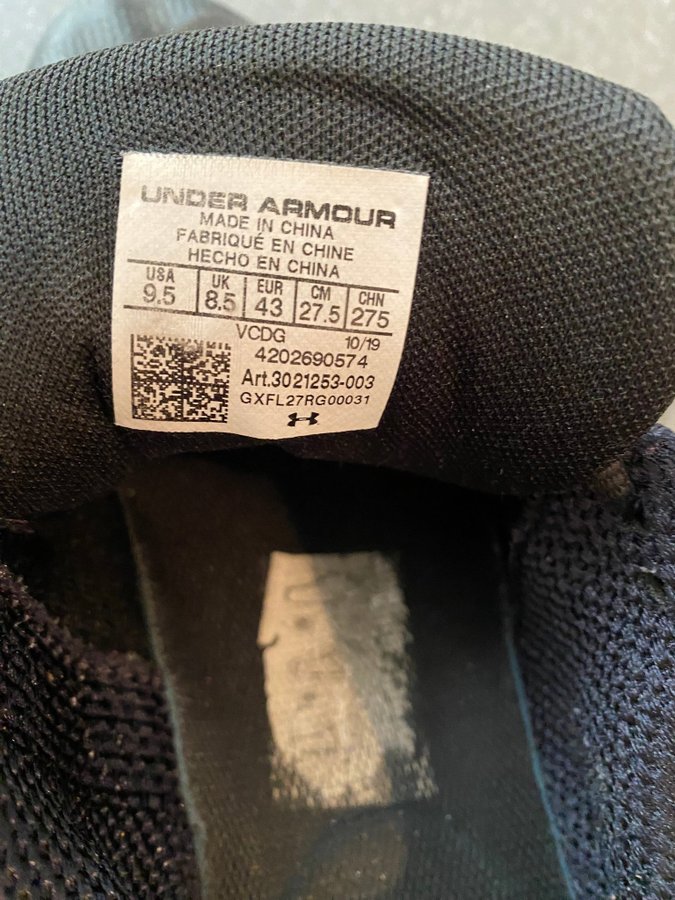 UNDER ARMOUR
MADE IN CHINA
FABRIQUÉ EN CHINE
HECHO EN CHINA
USA UK EUR CM CHN
9.5 8.5 43 27.5 275
VCDG 10/19
4202690574
Art.3021253-003
GXFL27RG00031